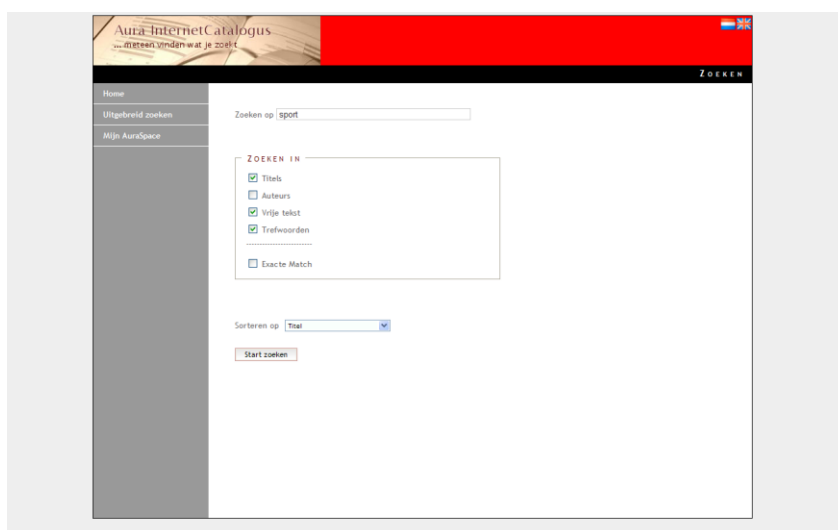 Aura InternetCatalogus
... meteen vinden wat je zoekt
ZOEKEN
Home
Uitgebreid zoeken
Mijn AuraSpace
Zoeken op sport
ZOEKEN IN
Titels
Auteurs
Vrije tekst
Trefwoorden
------------------------
Exacte Match
Sorteren op Titel
Start zoeken